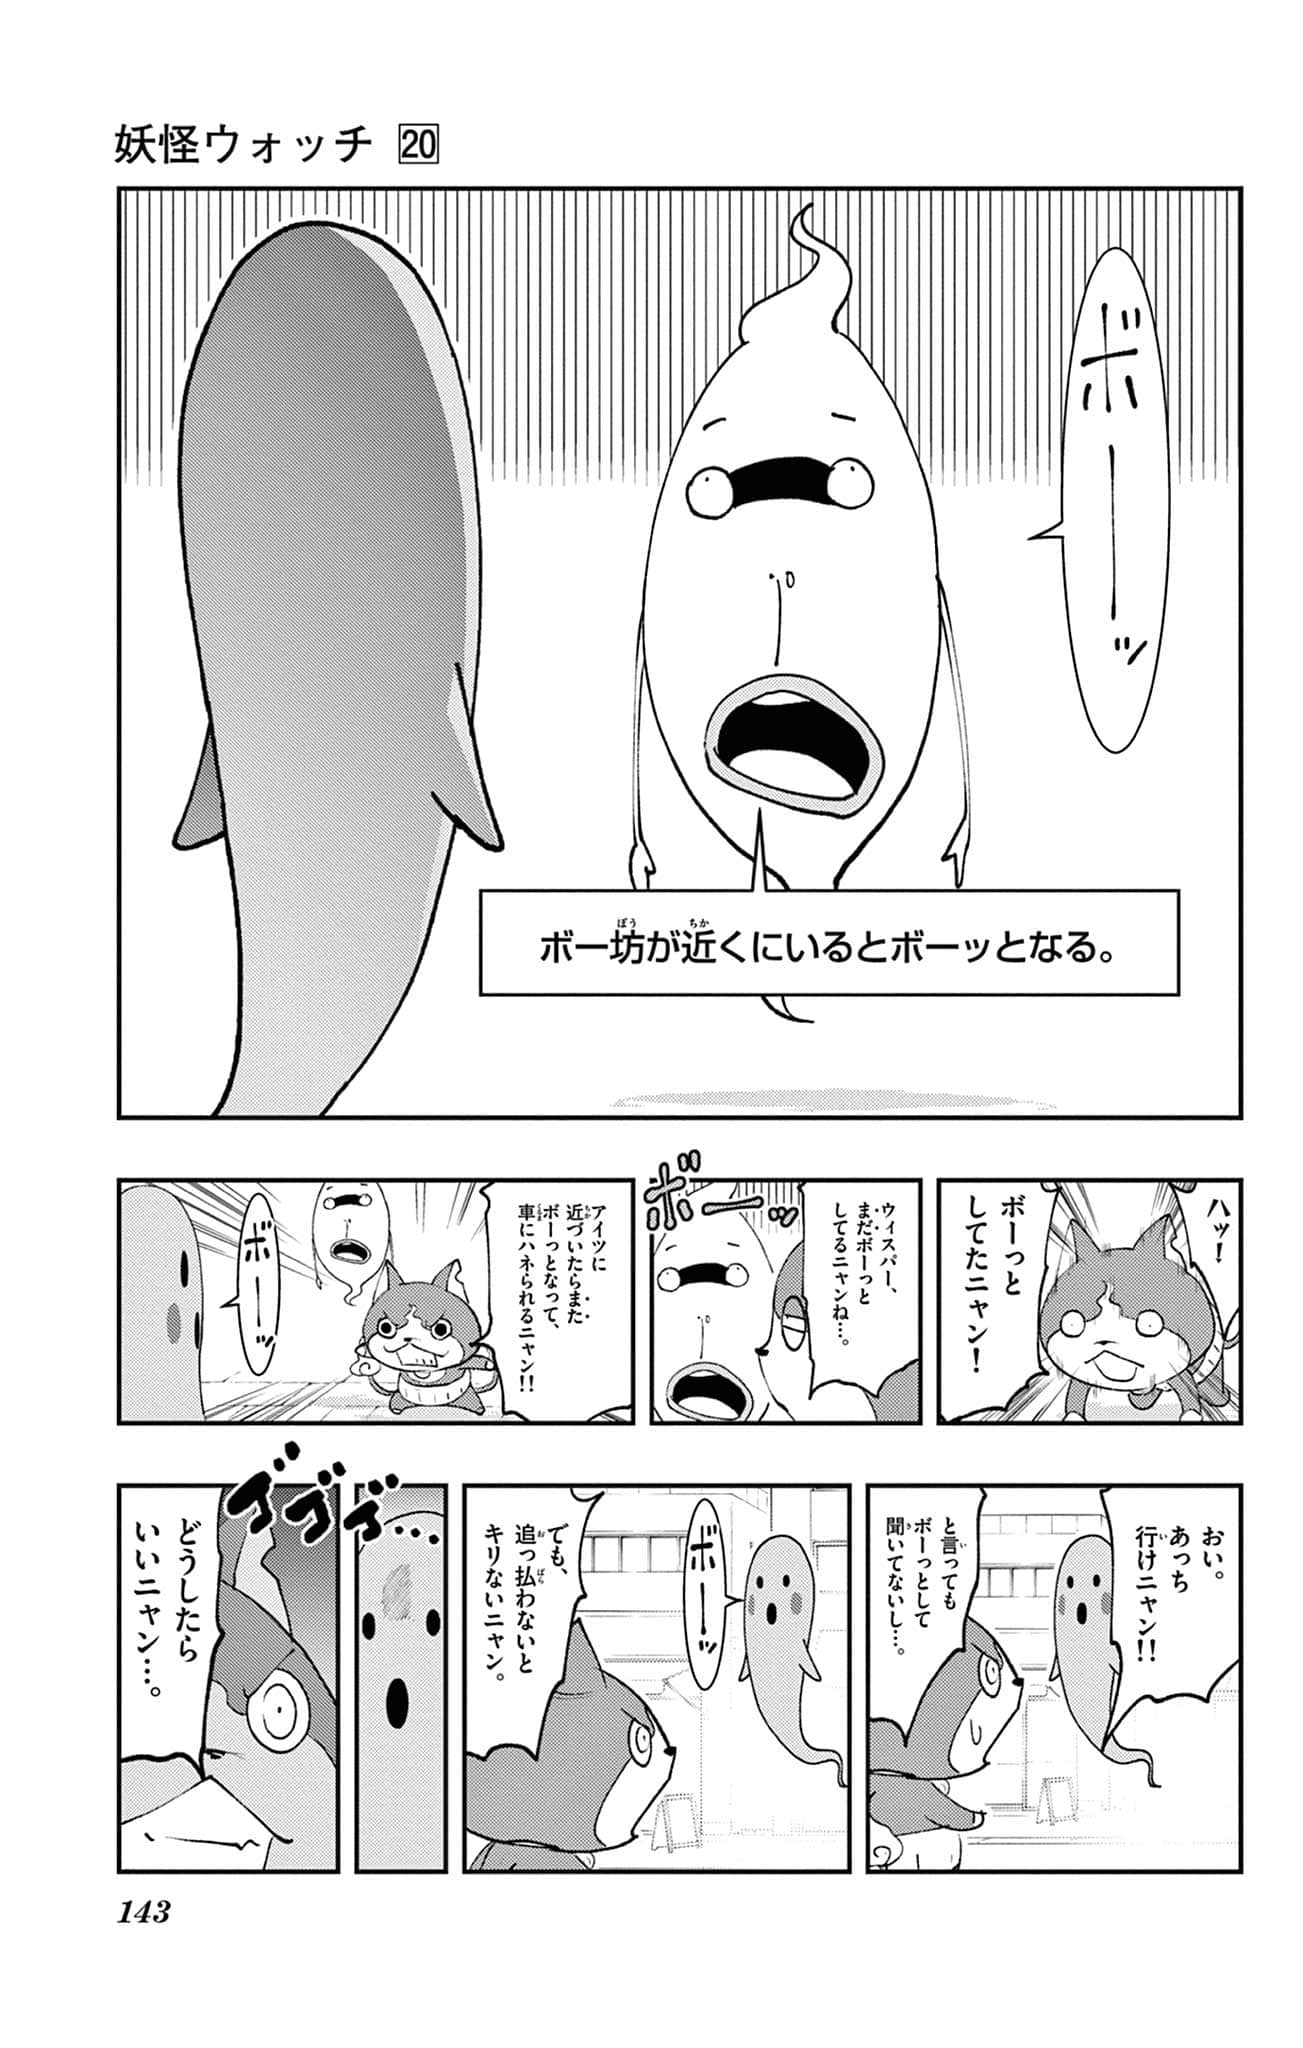 妖怪ウォッチ 20
ボーーッ
ボー坊が近くにいるとボーッとなる。
ハッ！
ボーっと
してたニャン！
ウィスパー、
まだボーっと
してるニャンね…。
ボーーッ
アイツに
近づいたらまた
ボーっとなって、
車にハネられるニャン!!
ボーーッ
おい。
あっち
行けニャン!!
と言っても
ボーっとして
聞いてないし…。
ボーーッ
でも、
追っ払わないと
キリないニャン。
ゴゴゴ…
どうしたら
いいニャン…。
143